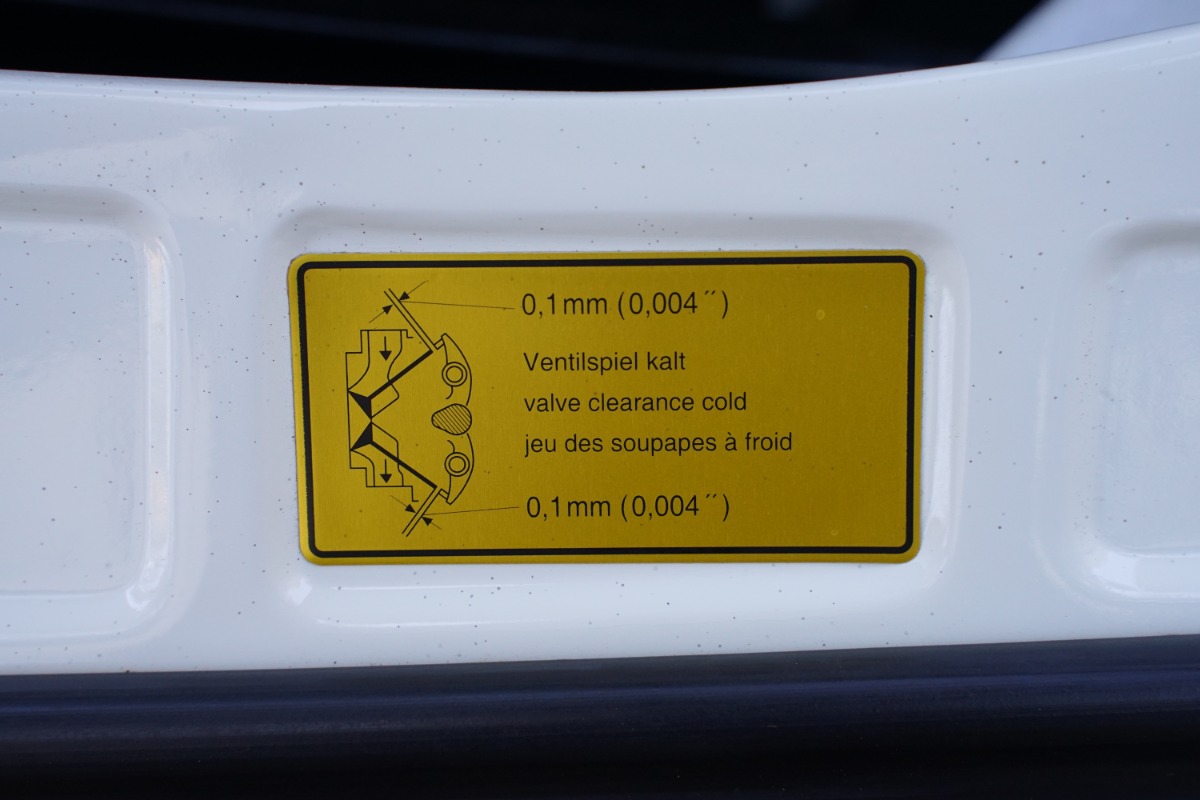 0,1mm (0,004˝)
Ventilspiel kalt
valve clearance cold
jeu des soupapes à froid
0,1mm (0,004˝)